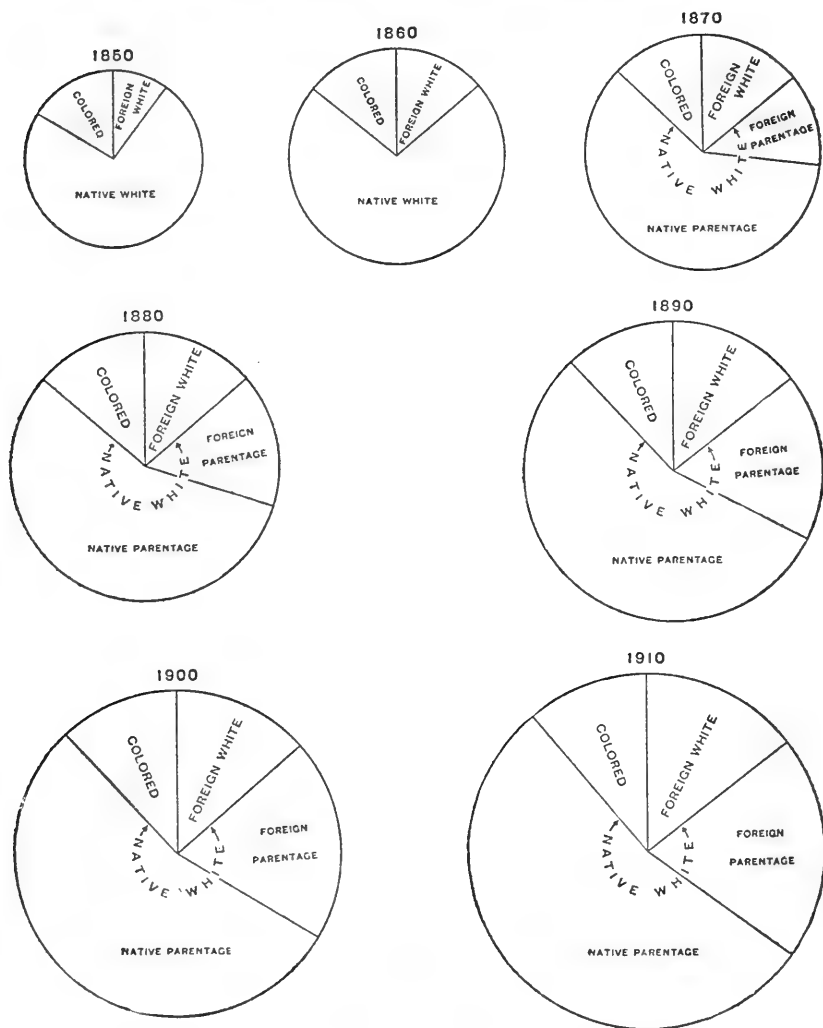 1850
COLORED
FOREIGN WHITE
NATIVE WHITE
1860
COLORED
FOREIGN WHITE
NATIVE WHITE
1870
COLORED
FOREIGN WHITE
FOREIGN PARENTAGE
NATIVE WHITE
NATIVE PARENTAGE
1880
COLORED
FOREIGN WHITE
FOREIGN
PARENTAGE
NATIVE WHITE
NATIVE PARENTAGE
1890
COLORED
FOREIGN WHITE
FOREIGN
PARENTAGE
NATIVE WHITE
NATIVE PARENTAGE
1900
COLORED
FOREIGN WHITE
FOREIGN
PARENTAGE
NATIVE WHITE
NATIVE PARENTAGE
1910
COLORED
FOREIGN WHITE
FOREIGN
PARENTAGE
NATIVE WHITE
NATIVE PARENTAGE